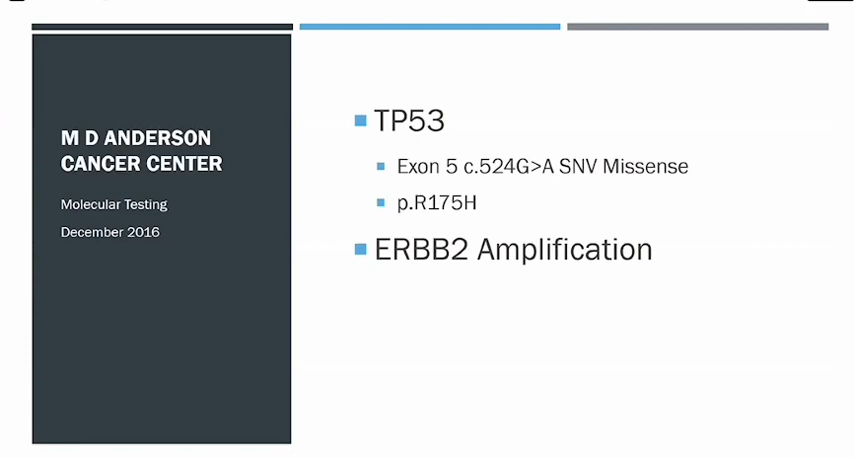 M D ANDERSON
CANCER CENTER
Molecular Testing
December 2016
TP53
Exon 5 c.524G>A SNV Missense
p.R175H
ERBB2 Amplification